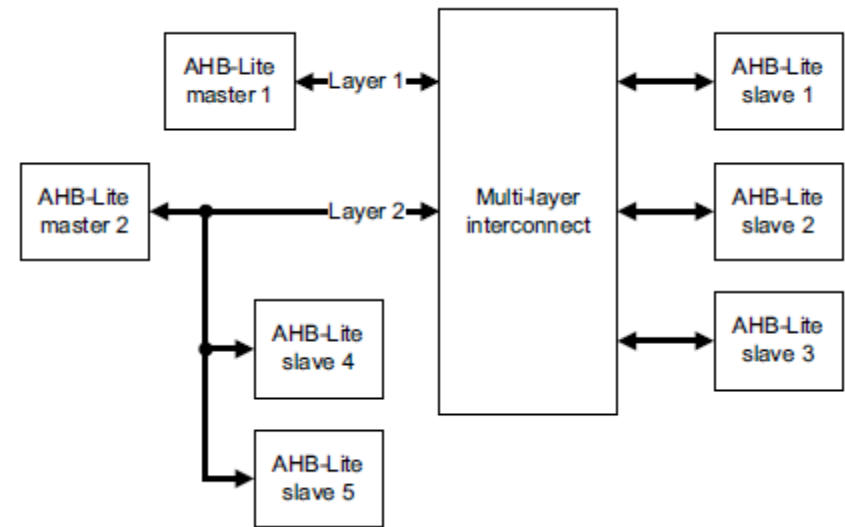 AHB-Lite
master 1
Layer 1
AHB-Lite
slave 1
AHB-Lite
master 2
Layer 2
Multi-layer
interconnect
AHB-Lite
slave 2
AHB-Lite
slave 4
AHB-Lite
slave 3
AHB-Lite
slave 5